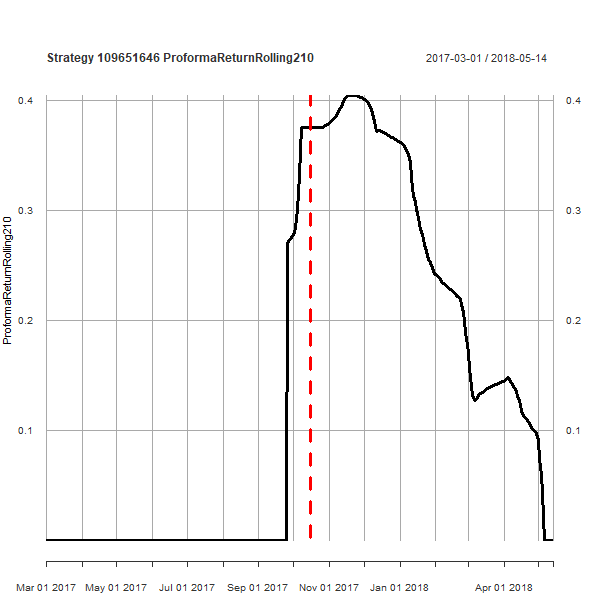 Strategy 109651646 ProformaReturnRolling210
2017-03-01 / 2018-05-14
0.4
0.4
0.3
0.3
0.2
0.2
0.1
0.1
ProformaReturnRolling210
Mar 01 2017
May 01 2017
Jul 01 2017
Sep 01 2017
Nov 01 2017
Jan 01 2018
Apr 01 2018